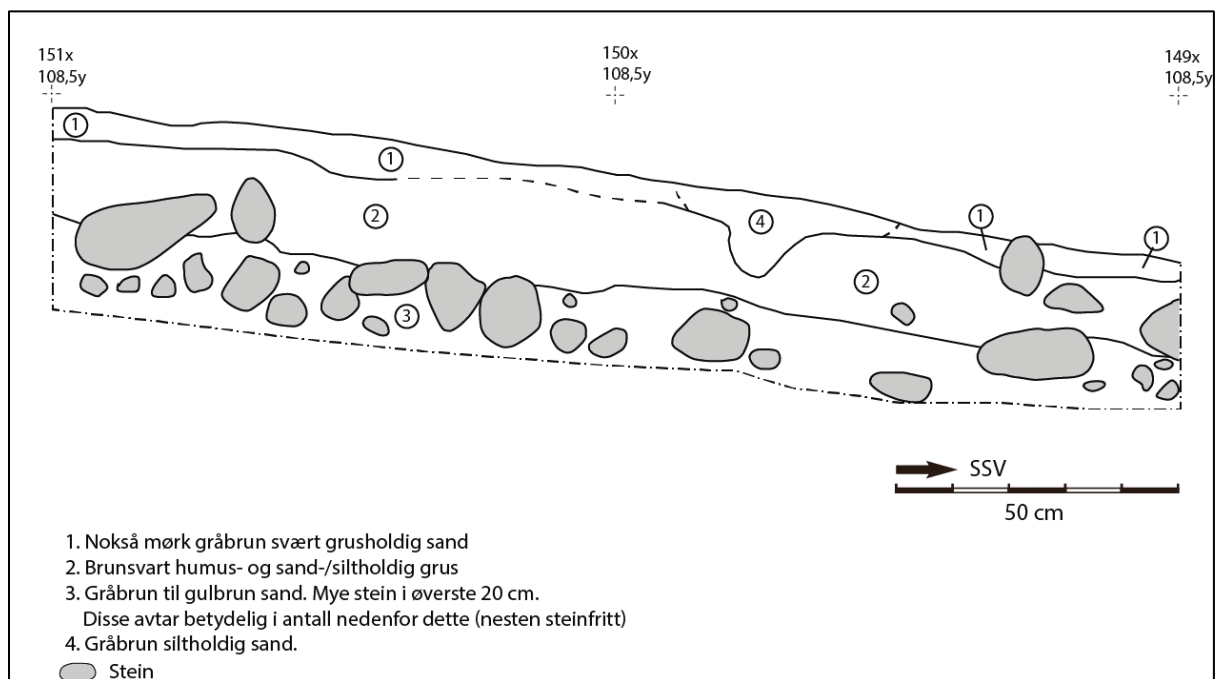 151x
108,5y
150x
108,5y
149x
108,5y
1
1
2
4
1
1
2
3
SSV
50 cm
1. Nokså mørk gråbrun svært grusholdig sand
2. Brunsvart humus- og sand-/siltholdig grus
3. Gråbrun til gulbrun sand. Mye stein i øverste 20 cm.
Disse avtar betydelig i antall nedenfor dette (nesten steinfritt)
4. Gråbrun siltholdig sand.
Stein